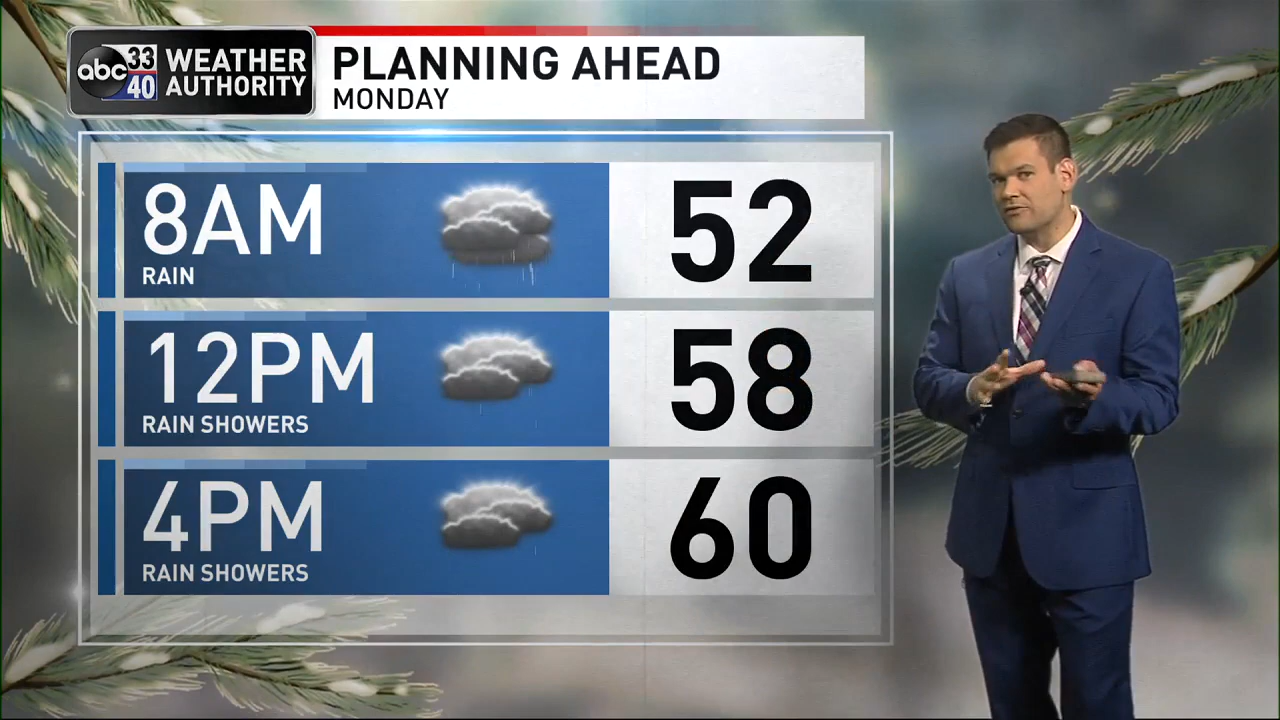 abc 33 40
WEATHER
AUTHORITY
PLANNING AHEAD
MONDAY
8AM
RAIN
52
12PM
RAIN SHOWERS
58
4PM
RAIN SHOWERS
60